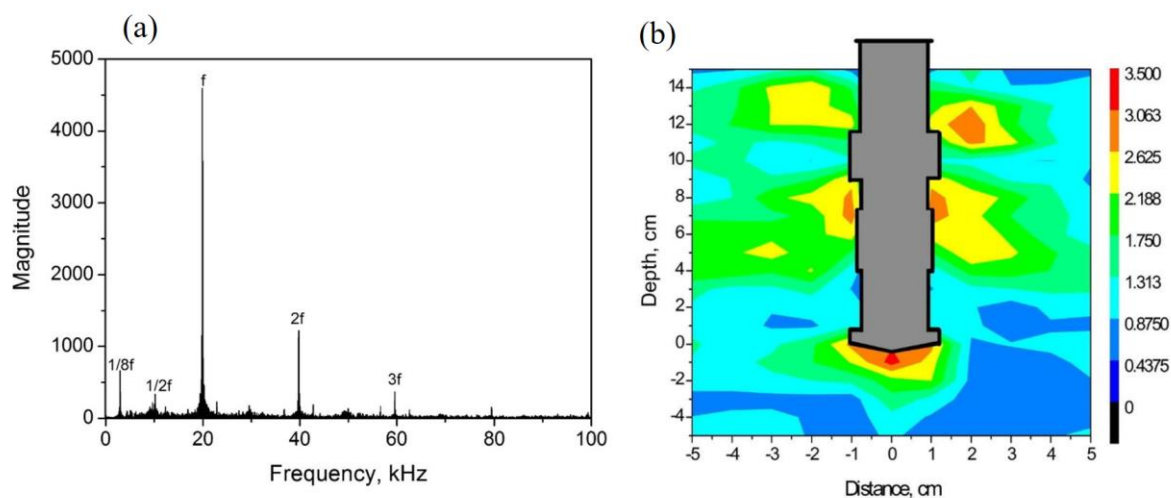 (a)
5000
4000
3000
2000
1000
0
Magnitude
f
2f
3f
1/8f
1/2f
0 20 40 60 80 100
Frequency, kHz
(b)
14
12
10
8
6
4
2
0
-2
-4
Depth, cm
-5 -4 -3 -2 -1 0 1 2 3 4 5
Distance, cm
3.500
3.063
2.625
2.188
1.750
1.313
0.8750
0.4375
0